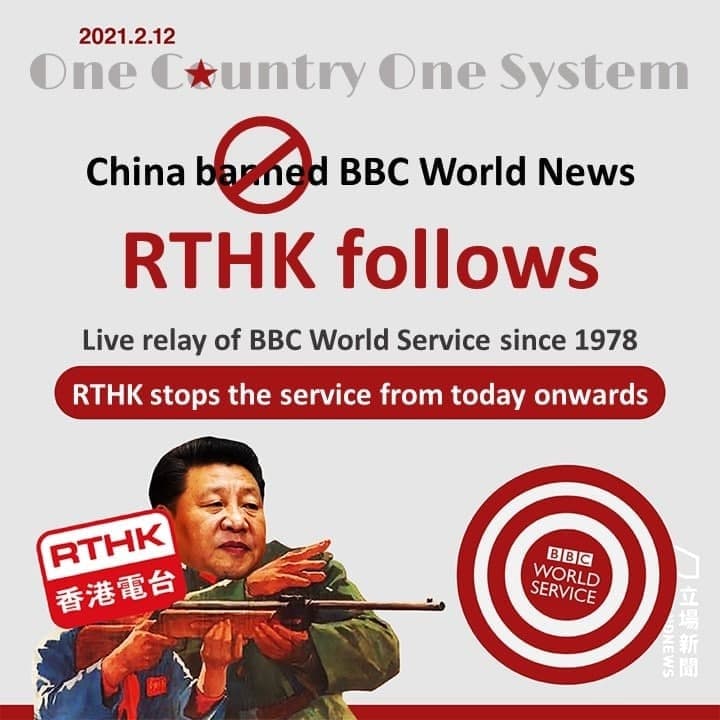 2021.2.12
One Country One System
China banned BBC World News
RTHK follows
Live relay of BBC World Service since 1978
RTHK stops the service from today onwards
RTHK
香港電台
BBC
WORLD
SERVICE
立場新聞
NEWS